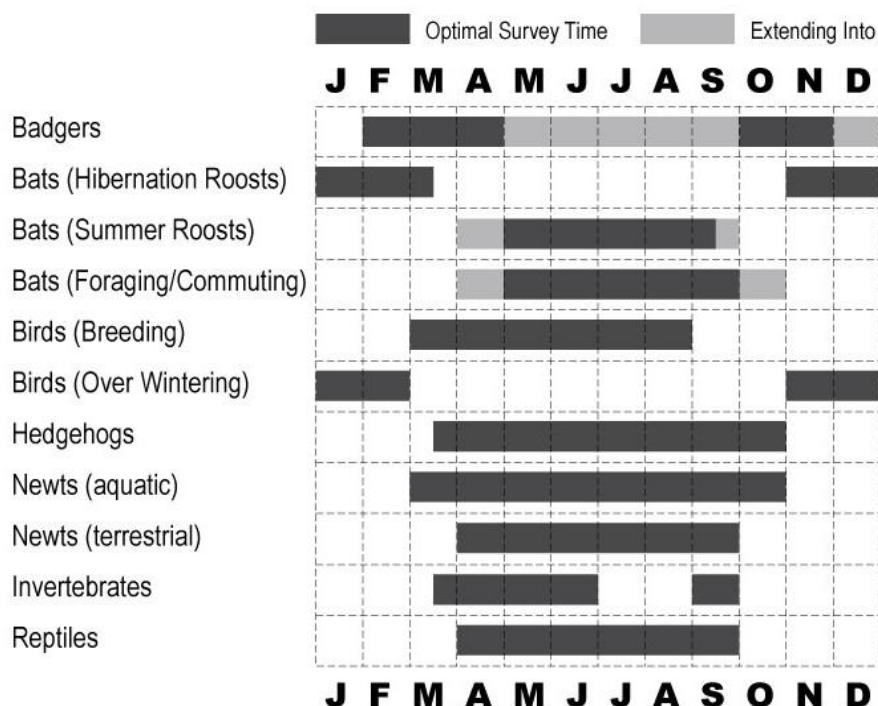 Optimal Survey Time Extending Into
J F M A M J J A S O N D
Badgers
Bats (Hibernation Roosts)
Bats (Summer Roosts)
Bats (Foraging/Commuting)
Birds (Breeding)
Birds (Over Wintering)
Hedgehogs
Newts (aquatic)
Newts (terrestrial)
Invertebrates
Reptiles
J F M A M J J A S O N D